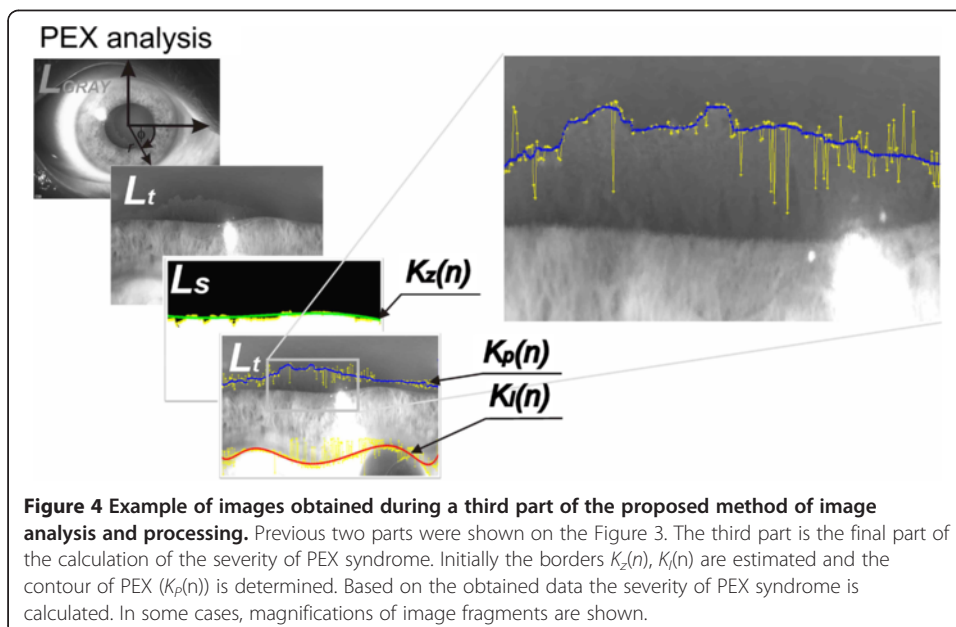 PEX analysis
LGRAY
ϕ
r
Lt
Ls
Kz(n)
Lt
Kp(n)
Kl(n)
Figure 4 Example of images obtained during a third part of the proposed method of image
analysis and processing. Previous two parts were shown on the Figure 3. The third part is the final part of
the calculation of the severity of PEX syndrome. Initially the borders Kz(n), Kl(n) are estimated and the
contour of PEX (KP(n)) is determined. Based on the obtained data the severity of PEX syndrome is
calculated. In some cases, magnifications of image fragments are shown.